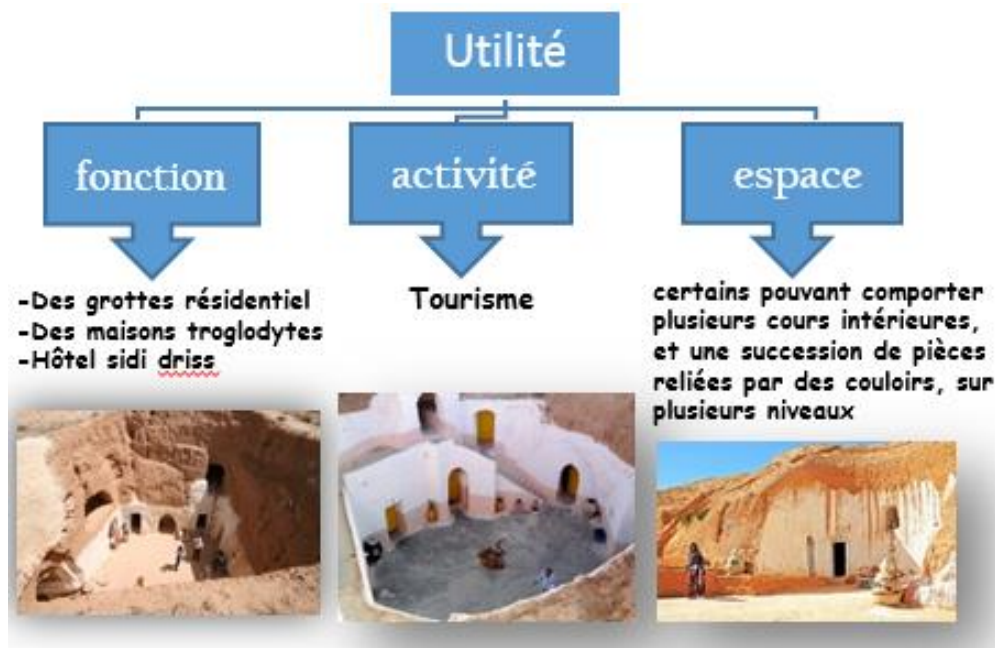 Utilité
fonction
activité
espace
-Des grottes résidentiel
-Des maisons troglodytes
-Hôtel sidi driss
Tourisme
certains pouvant comporter
plusieurs cours intérieures,
et une succession de pièces
reliées par des couloirs, sur
plusieurs niveaux